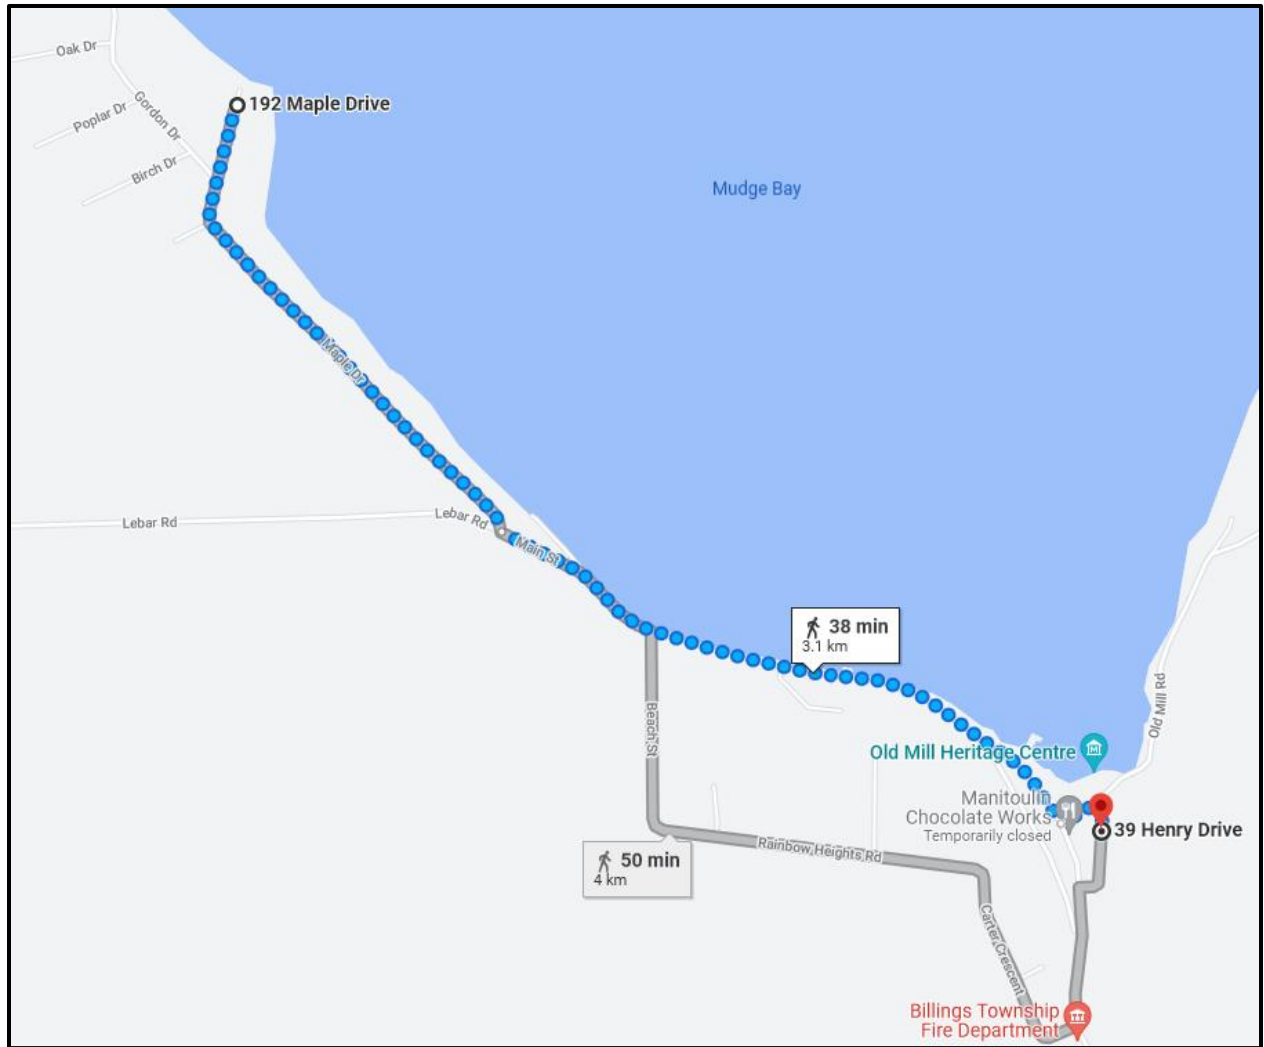 Oak Dr
192 Maple Drive
Gordon Dr
Poplar Dr
Birch Dr
Mudge Bay
Maple Dr
Lebar Rd
Lebar Rd
Main St
38 min
3.1 km
Beach St
Old Mill Rd
Old Mill Heritage Centre
Manitoulin
Chocolate Works
Temporarily closed
39 Henry Drive
Rainbow Heights Rd
50 min
4 km
Carter Crescent
Billings Township
Fire Department